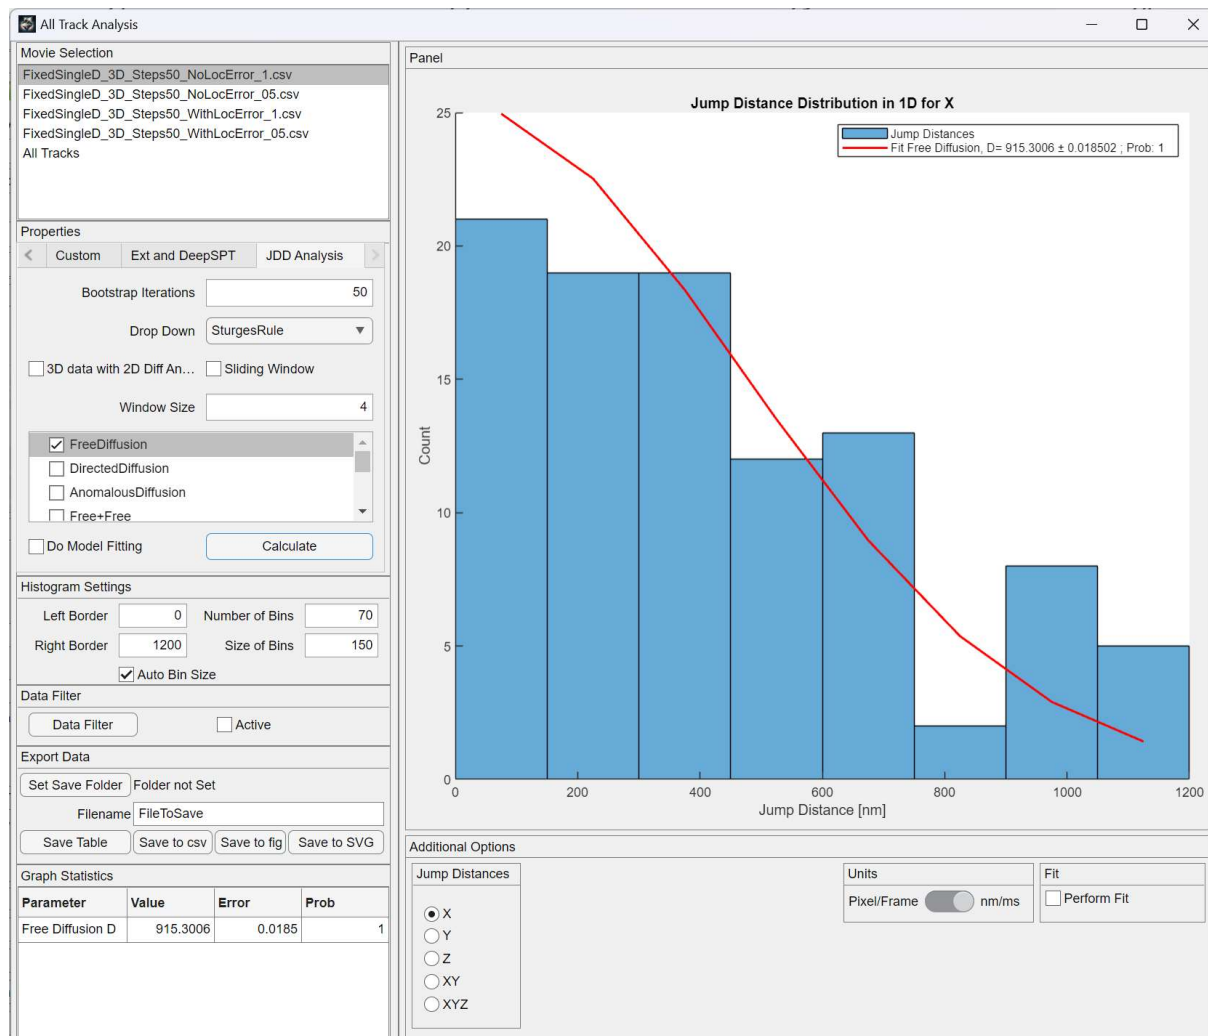 All Track Analysis
Movie Selection
FixedSingleD_3D_Steps50_NoLocError_1.csv
FixedSingleD_3D_Steps50_NoLocError_05.csv
FixedSingleD_3D_Steps50_WithLocError_1.csv
FixedSingleD_3D_Steps50_WithLocError_05.csv
All Tracks
Properties
< Custom Ext and DeepSPT JDD Analysis >
Bootstrap Iterations 50
Drop Down SturgesRule
3D data with 2D Diff An... Sliding Window
Window Size 4
FreeDiffusion
DirectedDiffusion
AnomalousDiffusion
Free+Free
Do Model Fitting Calculate
Histogram Settings
Left Border 0 Number of Bins 70
Right Border 1200 Size of Bins 150
Auto Bin Size
Data Filter
Data Filter Active
Export Data
Set Save Folder Folder not Set
Filename FileToSave
Save Table Save to csv Save to fig Save to SVG
Graph Statistics
Parameter Value Error Prob
Free Diffusion D 915.3006 0.0185 1
Panel
Jump Distance Distribution in 1D for X
Jump Distances
Fit Free Diffusion, D= 915.3006 ± 0.018502 ; Prob: 1
25
20
15
10
5
0
Count
0 200 400 600 800 1000 1200
Jump Distance [nm]
Additional Options
Jump Distances
X
Y
Z
XY
XYZ
Units
Pixel/Frame nm/ms
Fit
Perform Fit